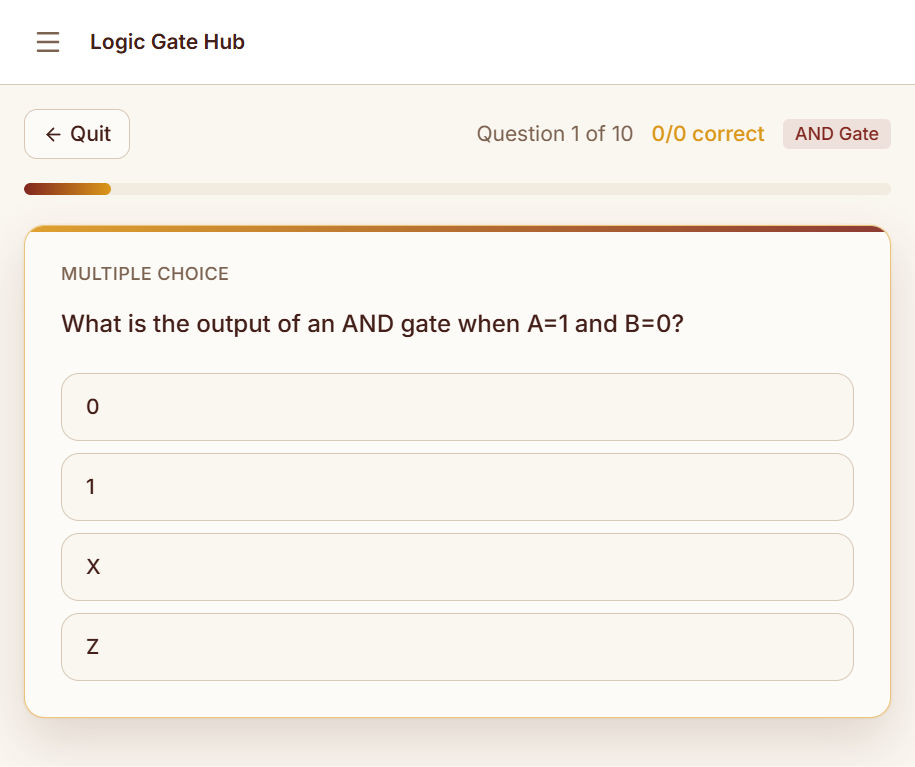 Logic Gate Hub
← Quit
Question 1 of 10 0/0 correct AND Gate
MULTIPLE CHOICE
What is the output of an AND gate when A=1 and B=0?
0
1
X
Z